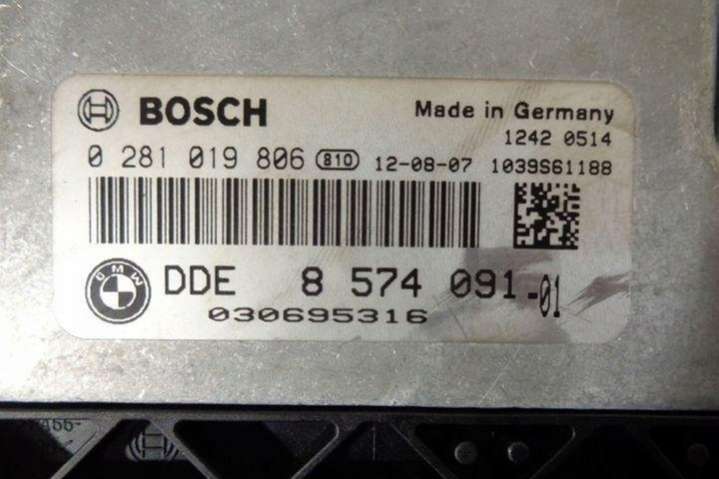 BOSCH Made in Germany
1242 0514
0 281 019 806 810 12-08-07 1039S61188
BMW DDE 8 574 091-01
030695316